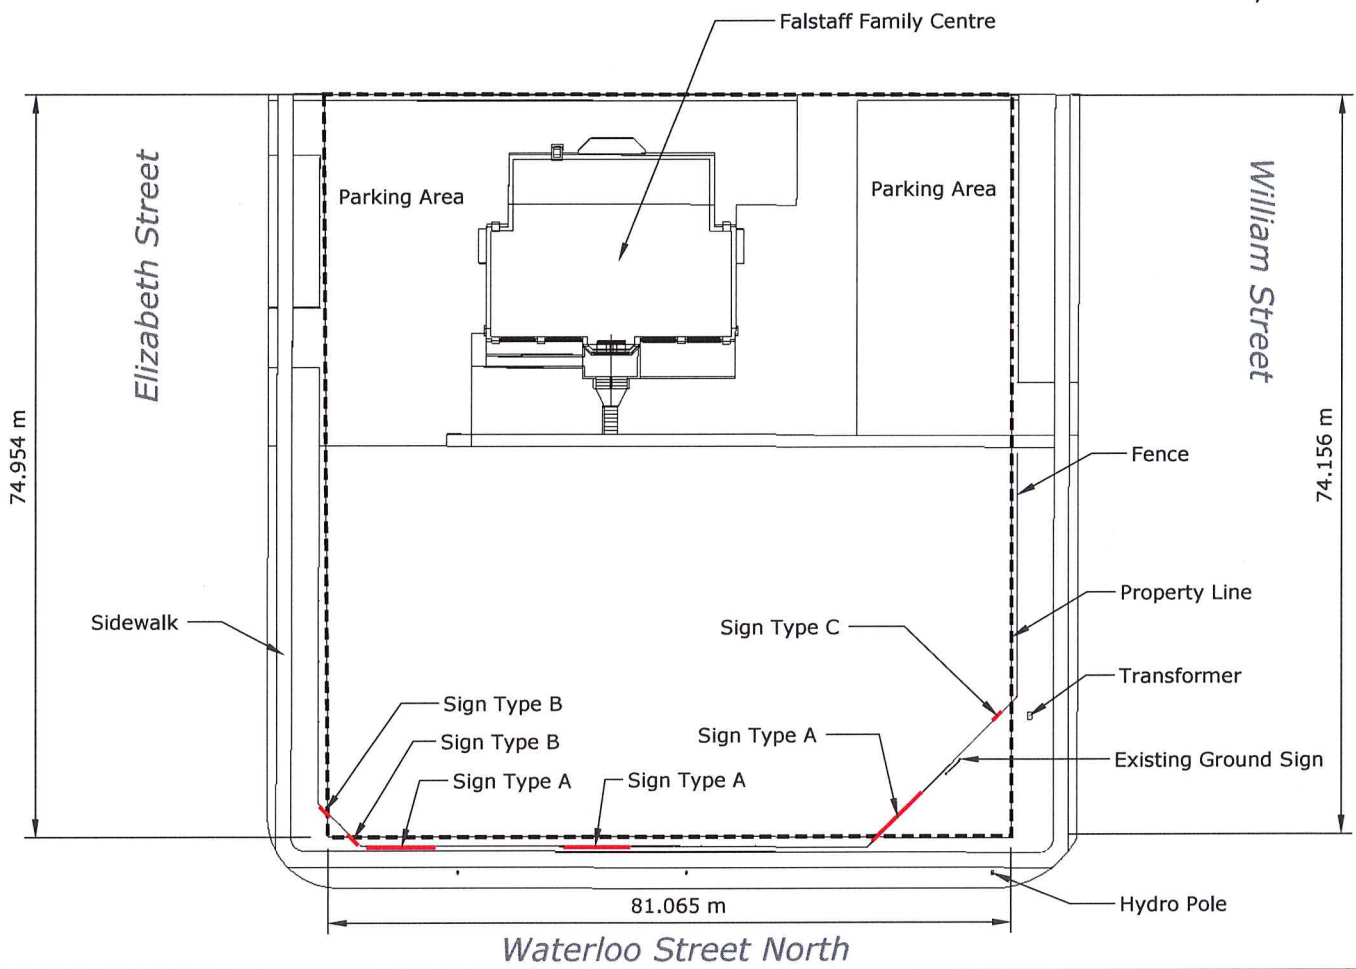 Falstaff Family Centre
Parking Area
Parking Area
Elizabeth Street
William Street
74.954 m
74.156 m
Fence
Property Line
Sidewalk
Sign Type C
Transformer
Sign Type B
Sign Type A
Sign Type B
Existing Ground Sign
Sign Type A
Sign Type A
81.065 m
Hydro Pole
Waterloo Street North